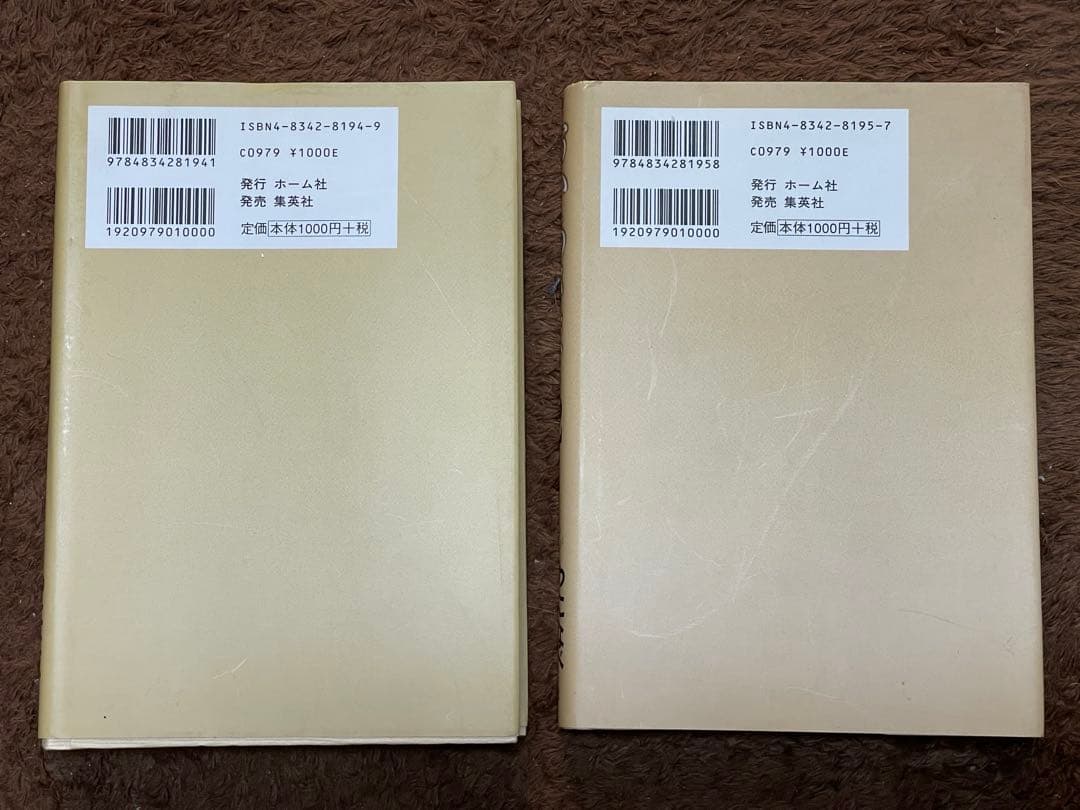 ISBN4-8342-8194-9
9784834281941
C0979 ¥1000E
発行 ホーム社
発売 集英社
1920979010000
定価 本体1000円+税
ISBN4-8342-8195-7
9784834281958
C0979 ¥1000E
発行 ホーム社
発売 集英社
1920979010000
定価 本体1000円+税